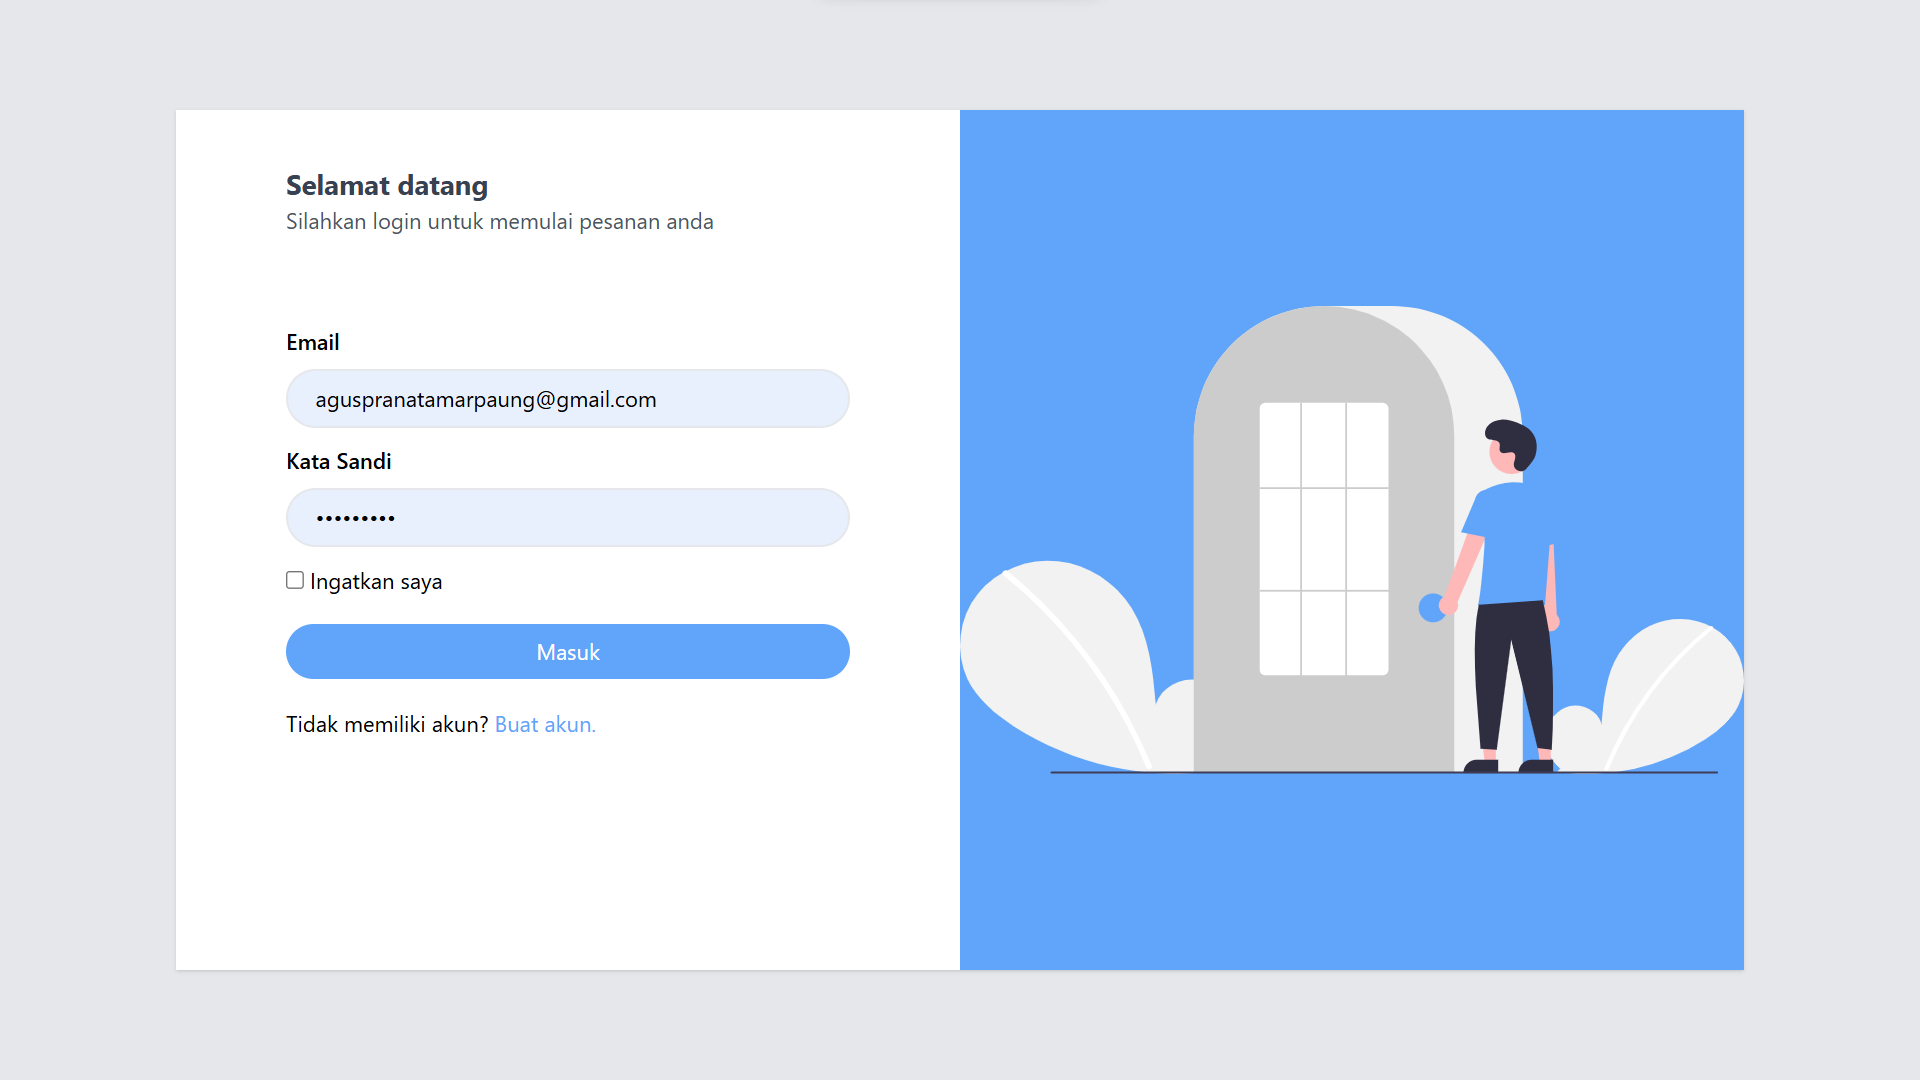 Selamat datang
Silahkan login untuk memulai pesanan anda
Email
aguspranatamarpaung@gmail.com
Kata Sandi
•••••••••
Ingatkan saya
Masuk
Tidak memiliki akun? Buat akun.